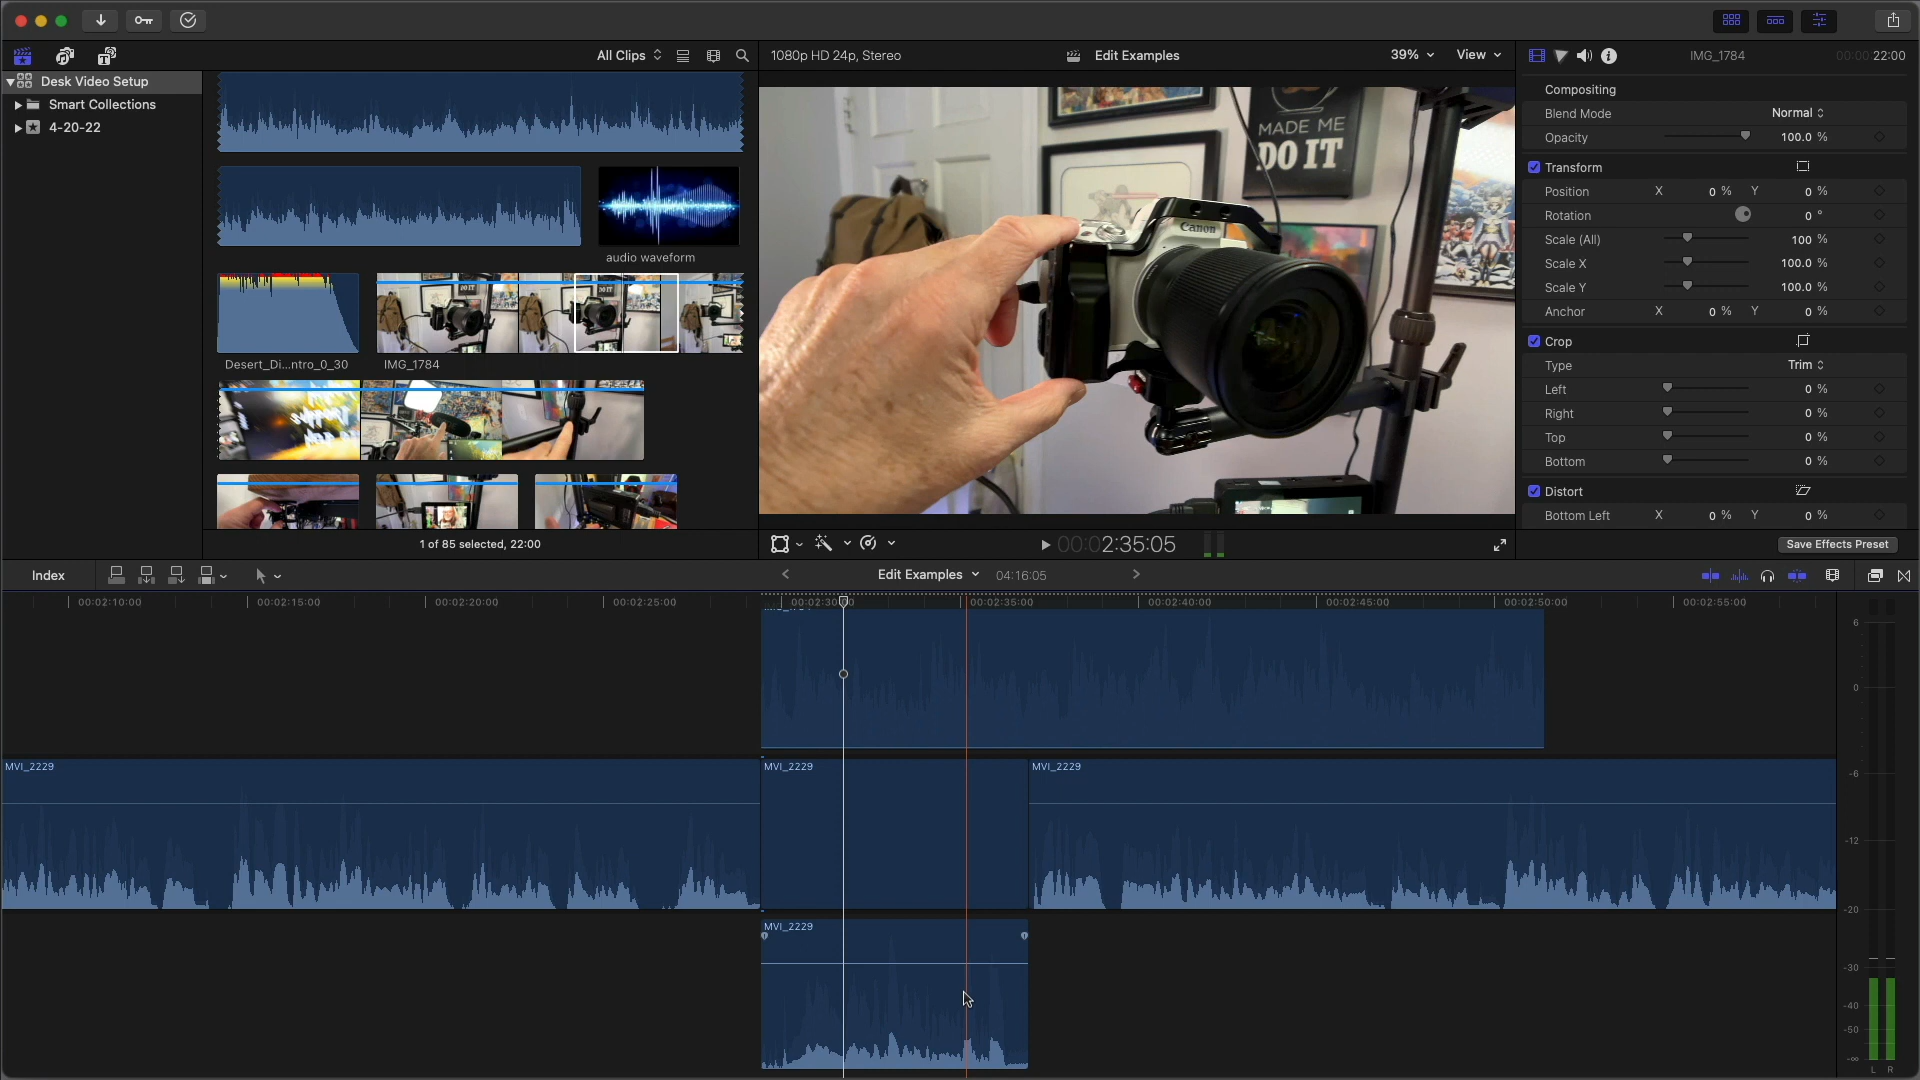 All Clips
1080p HD 24p, Stereo
Edit Examples
39%
View
IMG_1784
00:00:22:00
Desk Video Setup
Smart Collections
4-20-22
audio waveform
Desert_Di...ntro_0_30
IMG_1784
1 of 85 selected, 22:00
MADE ME
DO IT
Canon
Compositing
Blend Mode
Normal
Opacity
100.0 %
Transform
Position
X
0 %
Y
0 %
Rotation
0 °
Scale (All)
100 %
Scale X
100.0 %
Scale Y
100.0 %
Anchor
X
0 %
Y
0 %
Crop
Type
Trim
Left
0 %
Right
0 %
Top
0 %
Bottom
0 %
Distort
Bottom Left
X
0 %
Y
0 %
Save Effects Preset
00:02:35:05
Index
Edit Examples
04:16:05
00:02:10:00
00:02:15:00
00:02:20:00
00:02:25:00
00:02:30:00
00:02:35:00
00:02:40:00
00:02:45:00
00:02:50:00
00:02:55:00
MVI_2229
MVI_2229
MVI_2229
MVI_2229
6
0
-6
-12
-20
-30
-40
-50
-∞
L
R